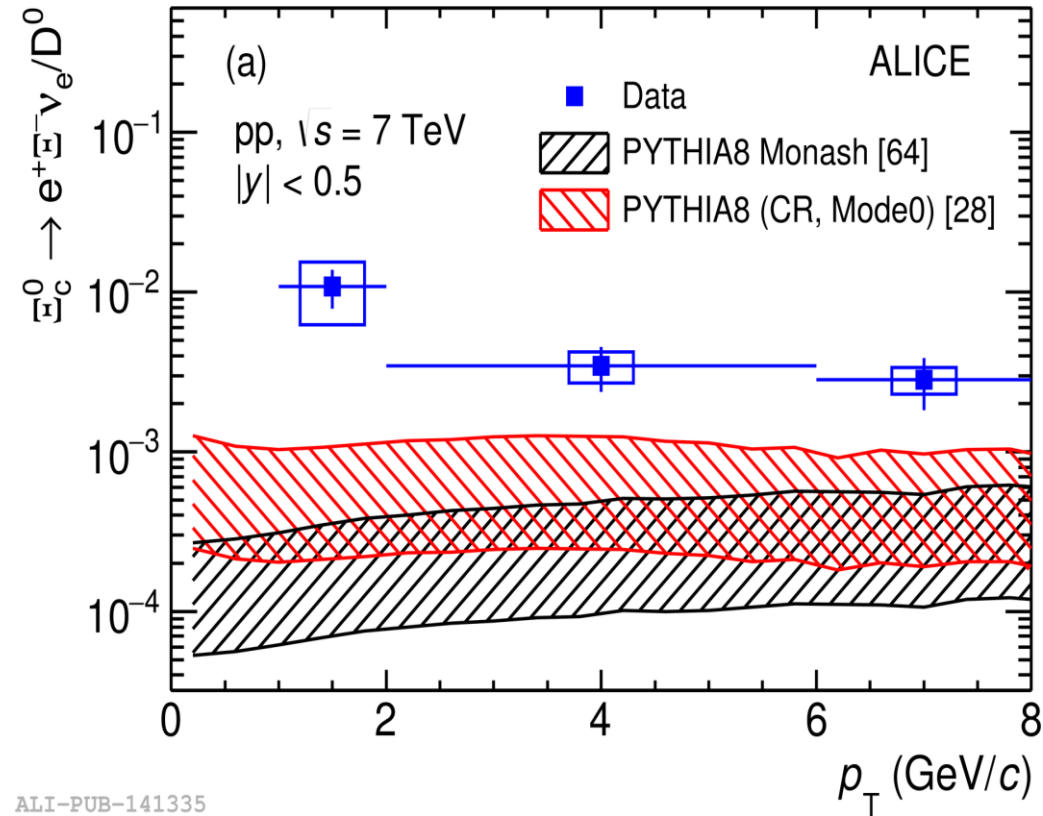 Ξ⁰c → e⁺Ξ⁻νe/D⁰
(a)
ALICE
pp, √s = 7 TeV
|y| < 0.5
Data
PYTHIA8 Monash [64]
PYTHIA8 (CR, Mode0) [28]
10⁻¹
10⁻²
10⁻³
10⁻⁴
0 2 4 6 8
pT (GeV/c)
ALI-PUB-141335